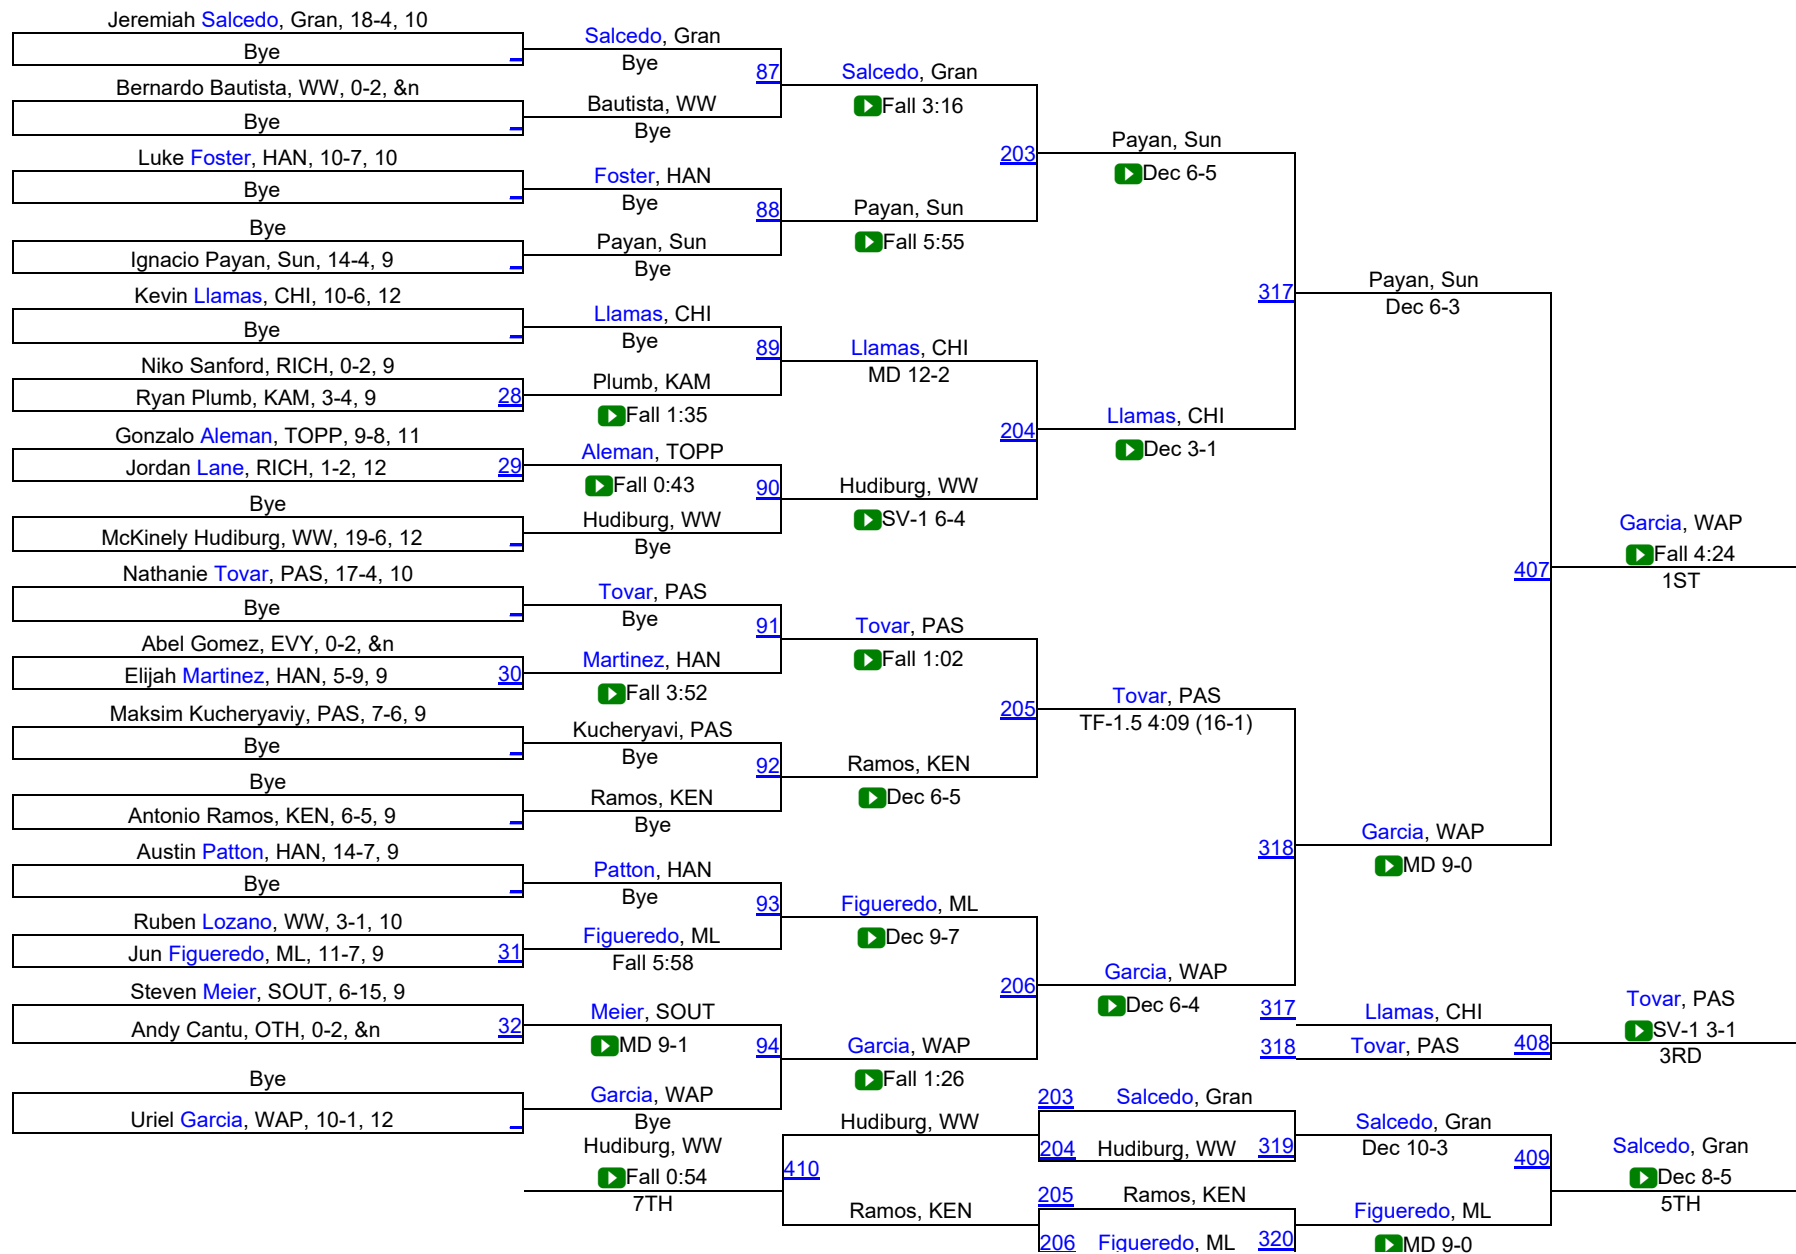 Jeremiah Salcedo, Gran, 18-4, 10
Bye
Bernardo Bautista, WW, 0-2, &n
Bye
Luke Foster, HAN, 10-7, 10
Bye
Bye
Ignacio Payan, Sun, 14-4, 9
Kevin Llamas, CHI, 10-6, 12
Bye
Niko Sanford, RICH, 0-2, 9
Ryan Plumb, KAM, 3-4, 9
28
Gonzalo Aleman, TOPP, 9-8, 11
Jordan Lane, RICH, 1-2, 12
29
Bye
McKinely Hudiburg, WW, 19-6, 12
Nathanie Tovar, PAS, 17-4, 10
Bye
Abel Gomez, EVY, 0-2, &n
Elijah Martinez, HAN, 5-9, 9
30
Maksim Kucheryaviy, PAS, 7-6, 9
Bye
Bye
Antonio Ramos, KEN, 6-5, 9
Austin Patton, HAN, 14-7, 9
Bye
Ruben Lozano, WW, 3-1, 10
Jun Figueredo, ML, 11-7, 9
31
Steven Meier, SOUT, 6-15, 9
Andy Cantu, OTH, 0-2, &n
32
Bye
Uriel Garcia, WAP, 10-1, 12
Salcedo, Gran
Bye
87
Bautista, WW
Bye
Foster, HAN
Bye
88
Payan, Sun
Bye
Llamas, CHI
Bye
89
Plumb, KAM
Fall 1:35
Aleman, TOPP
Fall 0:43
90
Hudiburg, WW
Bye
Tovar, PAS
Bye
91
Martinez, HAN
Fall 3:52
Kucheryavi, PAS
Bye
92
Ramos, KEN
Bye
Patton, HAN
Bye
93
Figueredo, ML
Fall 5:58
Meier, SOUT
MD 9-1
94
Garcia, WAP
Bye
Salcedo, Gran
Fall 3:16
203
Payan, Sun
Fall 5:55
Llamas, CHI
MD 12-2
204
Hudiburg, WW
SV-1 6-4
Tovar, PAS
Fall 1:02
205
Ramos, KEN
Dec 6-5
Figueredo, ML
Dec 9-7
206
Garcia, WAP
Fall 1:26
Payan, Sun
Dec 6-5
317
Llamas, CHI
Dec 3-1
Tovar, PAS
TF-1.5 4:09 (16-1)
318
Garcia, WAP
Dec 6-4
Payan, Sun
Dec 6-3
407
Garcia, WAP
MD 9-0
Garcia, WAP
Fall 4:24
1ST
317
Llamas, CHI
318
Tovar, PAS
408
Tovar, PAS
SV-1 3-1
3RD
203
Salcedo, Gran
204
Hudiburg, WW
319
205
Ramos, KEN
206
Figueredo, ML
320
Salcedo, Gran
Dec 10-3
409
Figueredo, ML
MD 9-0
Salcedo, Gran
Dec 8-5
5TH
Hudiburg, WW
410
Ramos, KEN
Hudiburg, WW
Fall 0:54
7TH